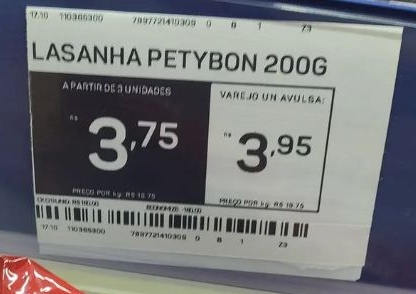 17.10 110365300 7897721410309 0 8 1 Z3
LASANHA PETYBON 200G
A PARTIR DE 3 UNIDADES
R$ 3,75
PREÇO POR kg: R$ 18.75
VAREJO UN AVULSA:
R$ 3,95
PREÇO POR kg: R$ 19.75
17.10 110365300 7897721410309 0 8 1 Z3